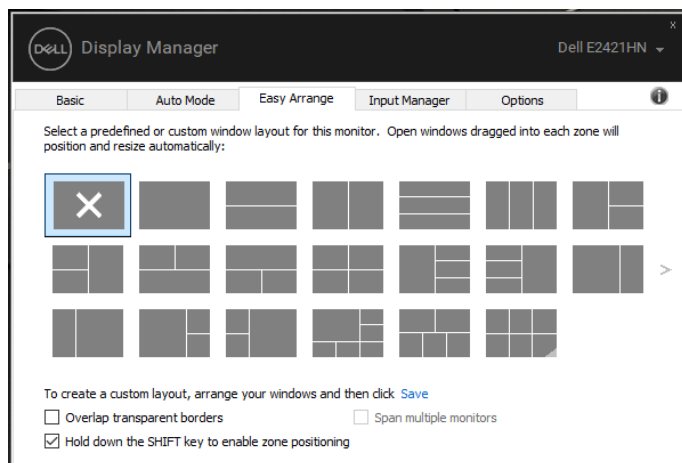 DELL Display Manager
Dell E2421HN
Basic Auto Mode Easy Arrange Input Manager Options
Select a predefined or custom window layout for this monitor. Open windows dragged into each zone will
position and resize automatically:
To create a custom layout, arrange your windows and then click Save
Overlap transparent borders
Span multiple monitors
Hold down the SHIFT key to enable zone positioning